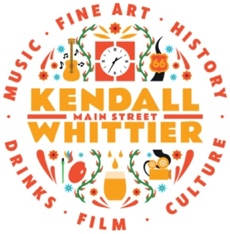 MUSIC · FINE ART · HISTORY
66
KENDALL
MAIN STREET
WHITTIER
DRINKS · FILM · CULTURE